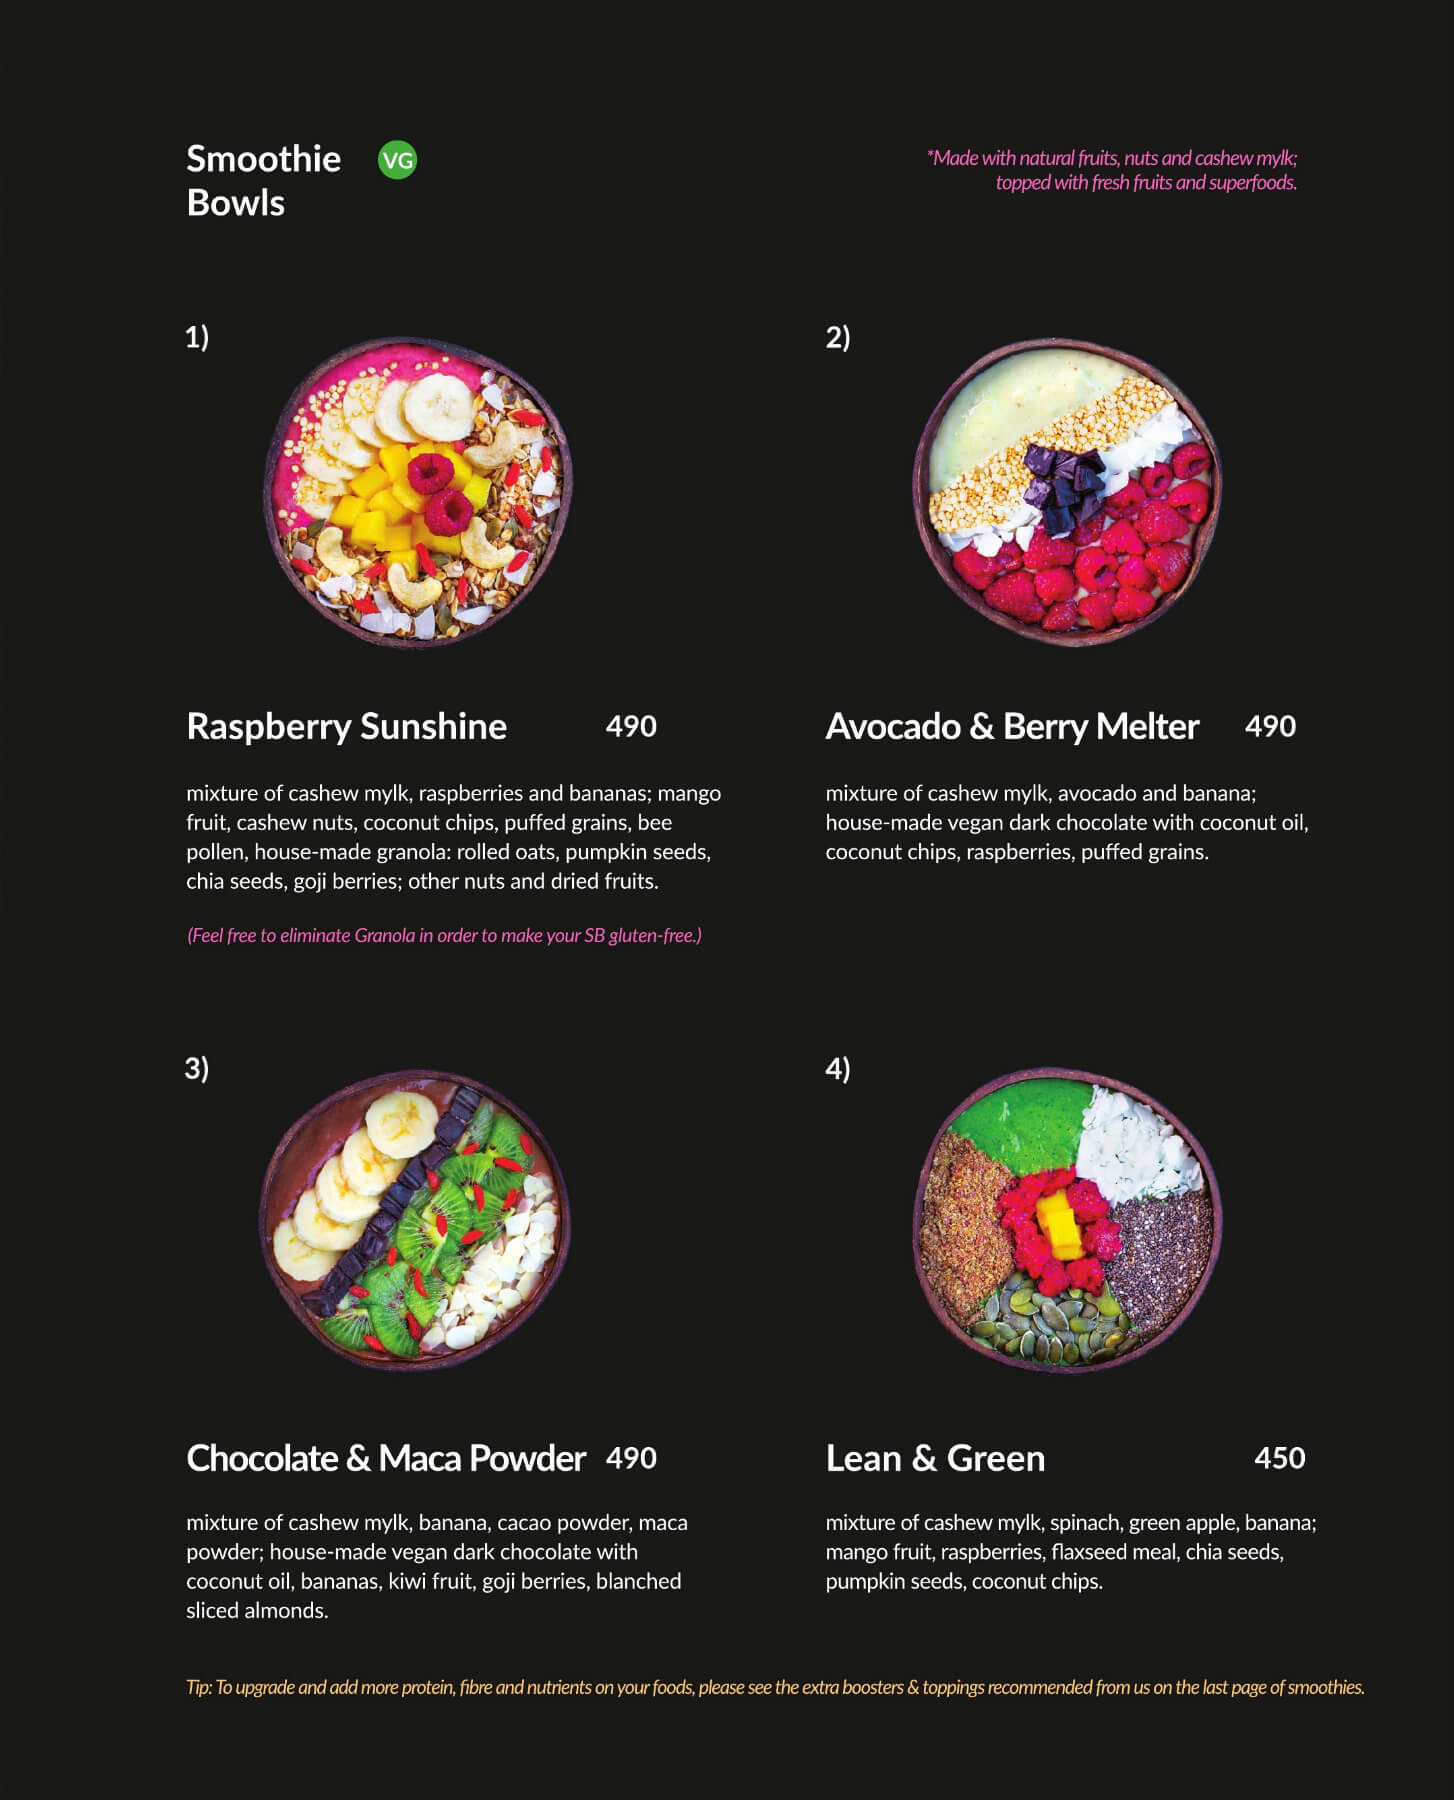 Smoothie
Bowls
VG
*Made with natural fruits, nuts and cashew mylk;
topped with fresh fruits and superfoods.
1)
Raspberry Sunshine 490
mixture of cashew mylk, raspberries and bananas; mango
fruit, cashew nuts, coconut chips, puffed grains, bee
pollen, house-made granola: rolled oats, pumpkin seeds,
chia seeds, goji berries; other nuts and dried fruits.
(Feel free to eliminate Granola in order to make your SB gluten-free.)
2)
Avocado & Berry Melter 490
mixture of cashew mylk, avocado and banana;
house-made vegan dark chocolate with coconut oil,
coconut chips, raspberries, puffed grains.
3)
Chocolate & Maca Powder 490
mixture of cashew mylk, banana, cacao powder, maca
powder; house-made vegan dark chocolate with
coconut oil, bananas, kiwi fruit, goji berries, blanched
sliced almonds.
4)
Lean & Green 450
mixture of cashew mylk, spinach, green apple, banana;
mango fruit, raspberries, flaxseed meal, chia seeds,
pumpkin seeds, coconut chips.
Tip: To upgrade and add more protein, fibre and nutrients on your foods, please see the extra boosters & toppings recommended from us on the last page of smoothies.